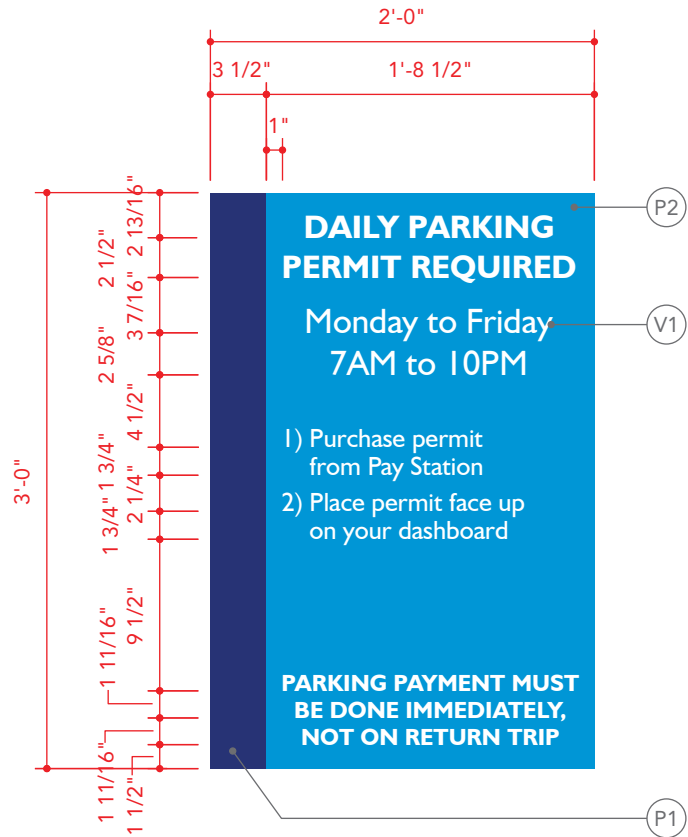 2'-0"
3 1/2" 1'-8 1/2"
1"
DAILY PARKING
PERMIT REQUIRED
Monday to Friday
7AM to 10PM
1) Purchase permit
from Pay Station
2) Place permit face up
on your dashboard
PARKING PAYMENT MUST
BE DONE IMMEDIATELY,
NOT ON RETURN TRIP
P2
V1
P1
3'-0"
2 13/16"
2 1/2"
3 7/16"
2 5/8"
4 1/2"
1 3/4"
2 1/4"
1 3/4"
9 1/2"
1 11/16"
1 11/16"
1 1/2"